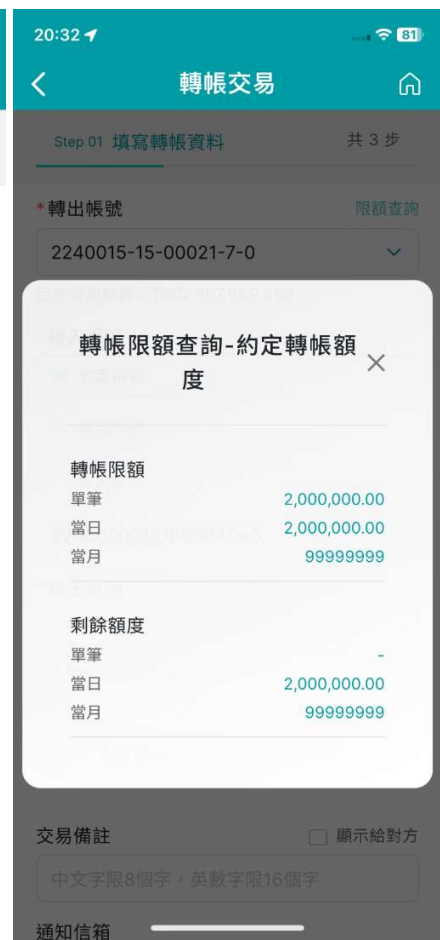 20:32
81
轉帳交易
Step 01 填寫轉帳資料 共 3 步
*轉出帳號 限額查詢
2240015-15-00021-7-0
轉帳限額查詢-約定轉帳額
度
轉帳限額
單筆 2,000,000.00
當日 2,000,000.00
當月 99999999
剩餘額度
單筆 -
當日 2,000,000.00
當月 99999999
交易備註 顯示給對方
中文字限8個字，英數字限16個字
通知信箱